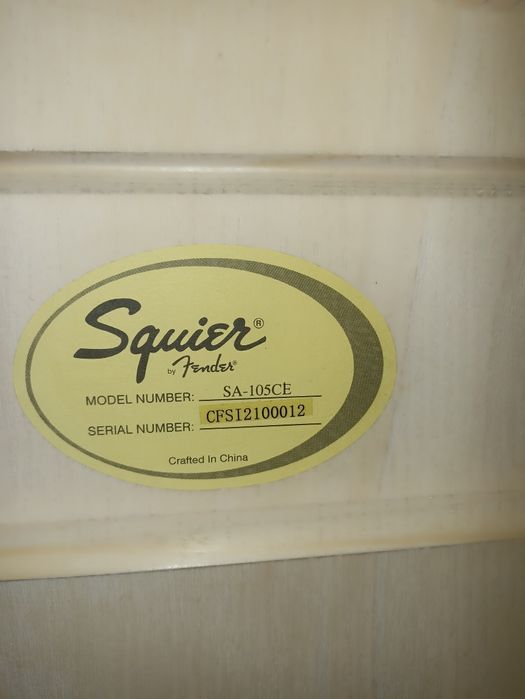 Squier®
by Fender®
MODEL NUMBER: SA-105CE
SERIAL NUMBER: CFSI2100012
Crafted In China